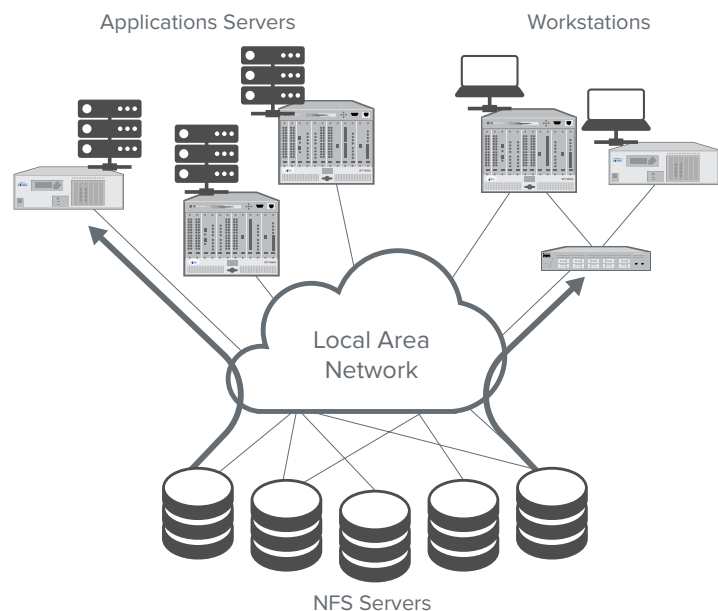 Applications Servers
Workstations
Local Area
Network
NFS Servers